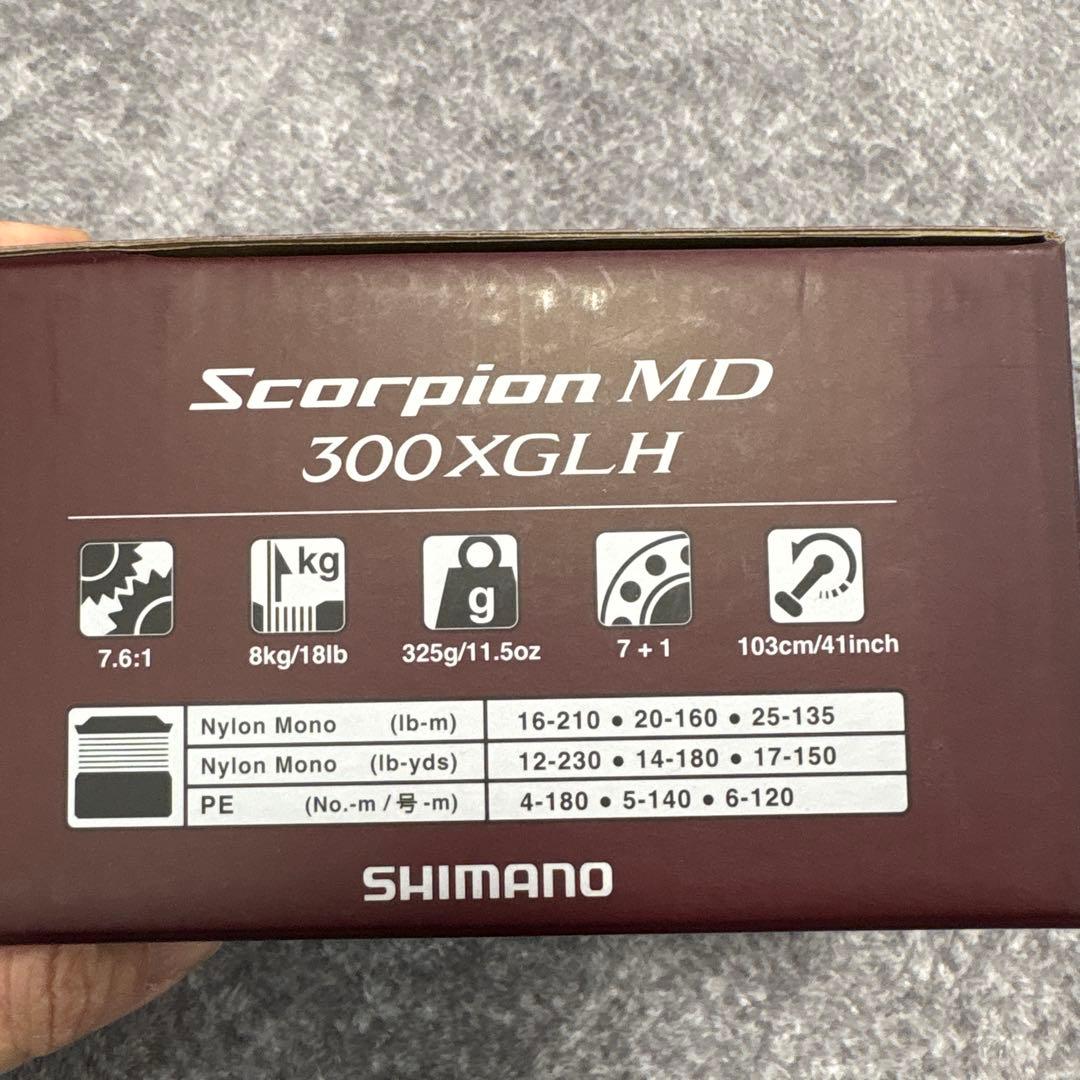 Scorpion MD
300XGLH
kg
g
7.6:1
8kg/18lb
325g/11.5oz
7+1
103cm/41inch
Nylon Mono (lb-m) 16-210 ● 20-160 ● 25-135
Nylon Mono (lb-yds) 12-230 ● 14-180 ● 17-150
PE (No.-m / 号 -m) 4-180 ● 5-140 ● 6-120
SHIMANO